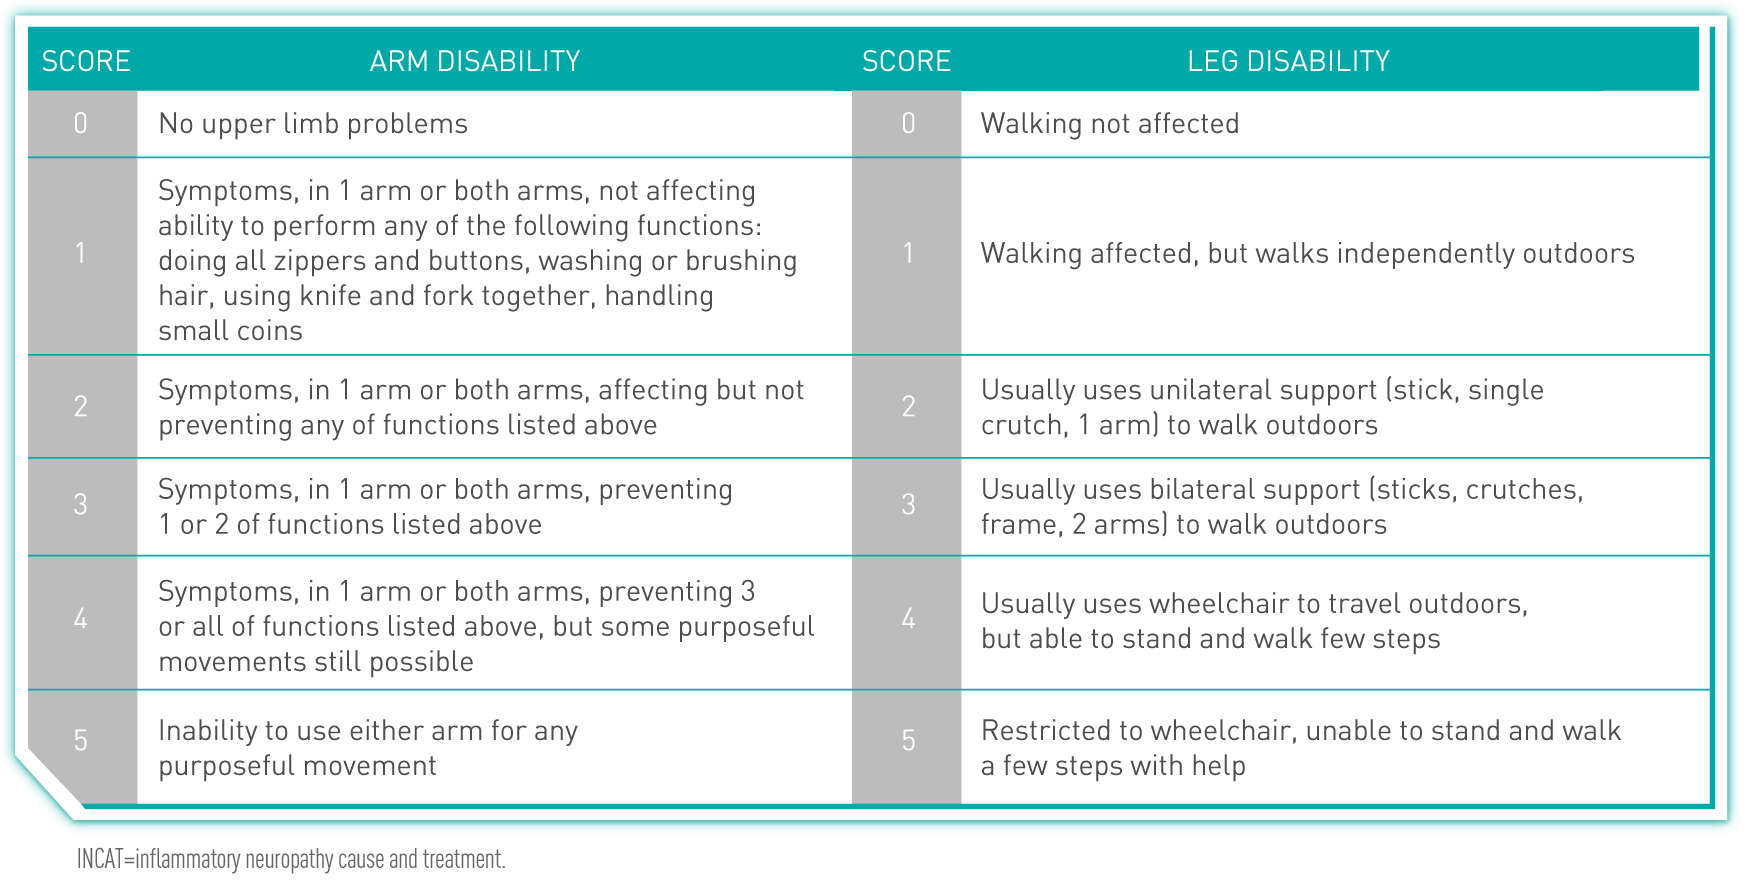 SCORE ARM DISABILITY SCORE LEG DISABILITY
0 No upper limb problems 0 Walking not affected
1 Symptoms, in 1 arm or both arms, not affecting
ability to perform any of the following functions:
doing all zippers and buttons, washing or brushing
hair, using knife and fork together, handling
small coins
1 Walking affected, but walks independently outdoors
2 Symptoms, in 1 arm or both arms, affecting but not
preventing any of functions listed above
2 Usually uses unilateral support (stick, single
crutch, 1 arm) to walk outdoors
3 Symptoms, in 1 arm or both arms, preventing
1 or 2 of functions listed above
3 Usually uses bilateral support (sticks, crutches,
frame, 2 arms) to walk outdoors
4 Symptoms, in 1 arm or both arms, preventing 3
or all of functions listed above, but some purposeful
movements still possible
4 Usually uses wheelchair to travel outdoors,
but able to stand and walk few steps
5 Inability to use either arm for any
purposeful movement
5 Restricted to wheelchair, unable to stand and walk
a few steps with help
INCAT=inflammatory neuropathy cause and treatment.